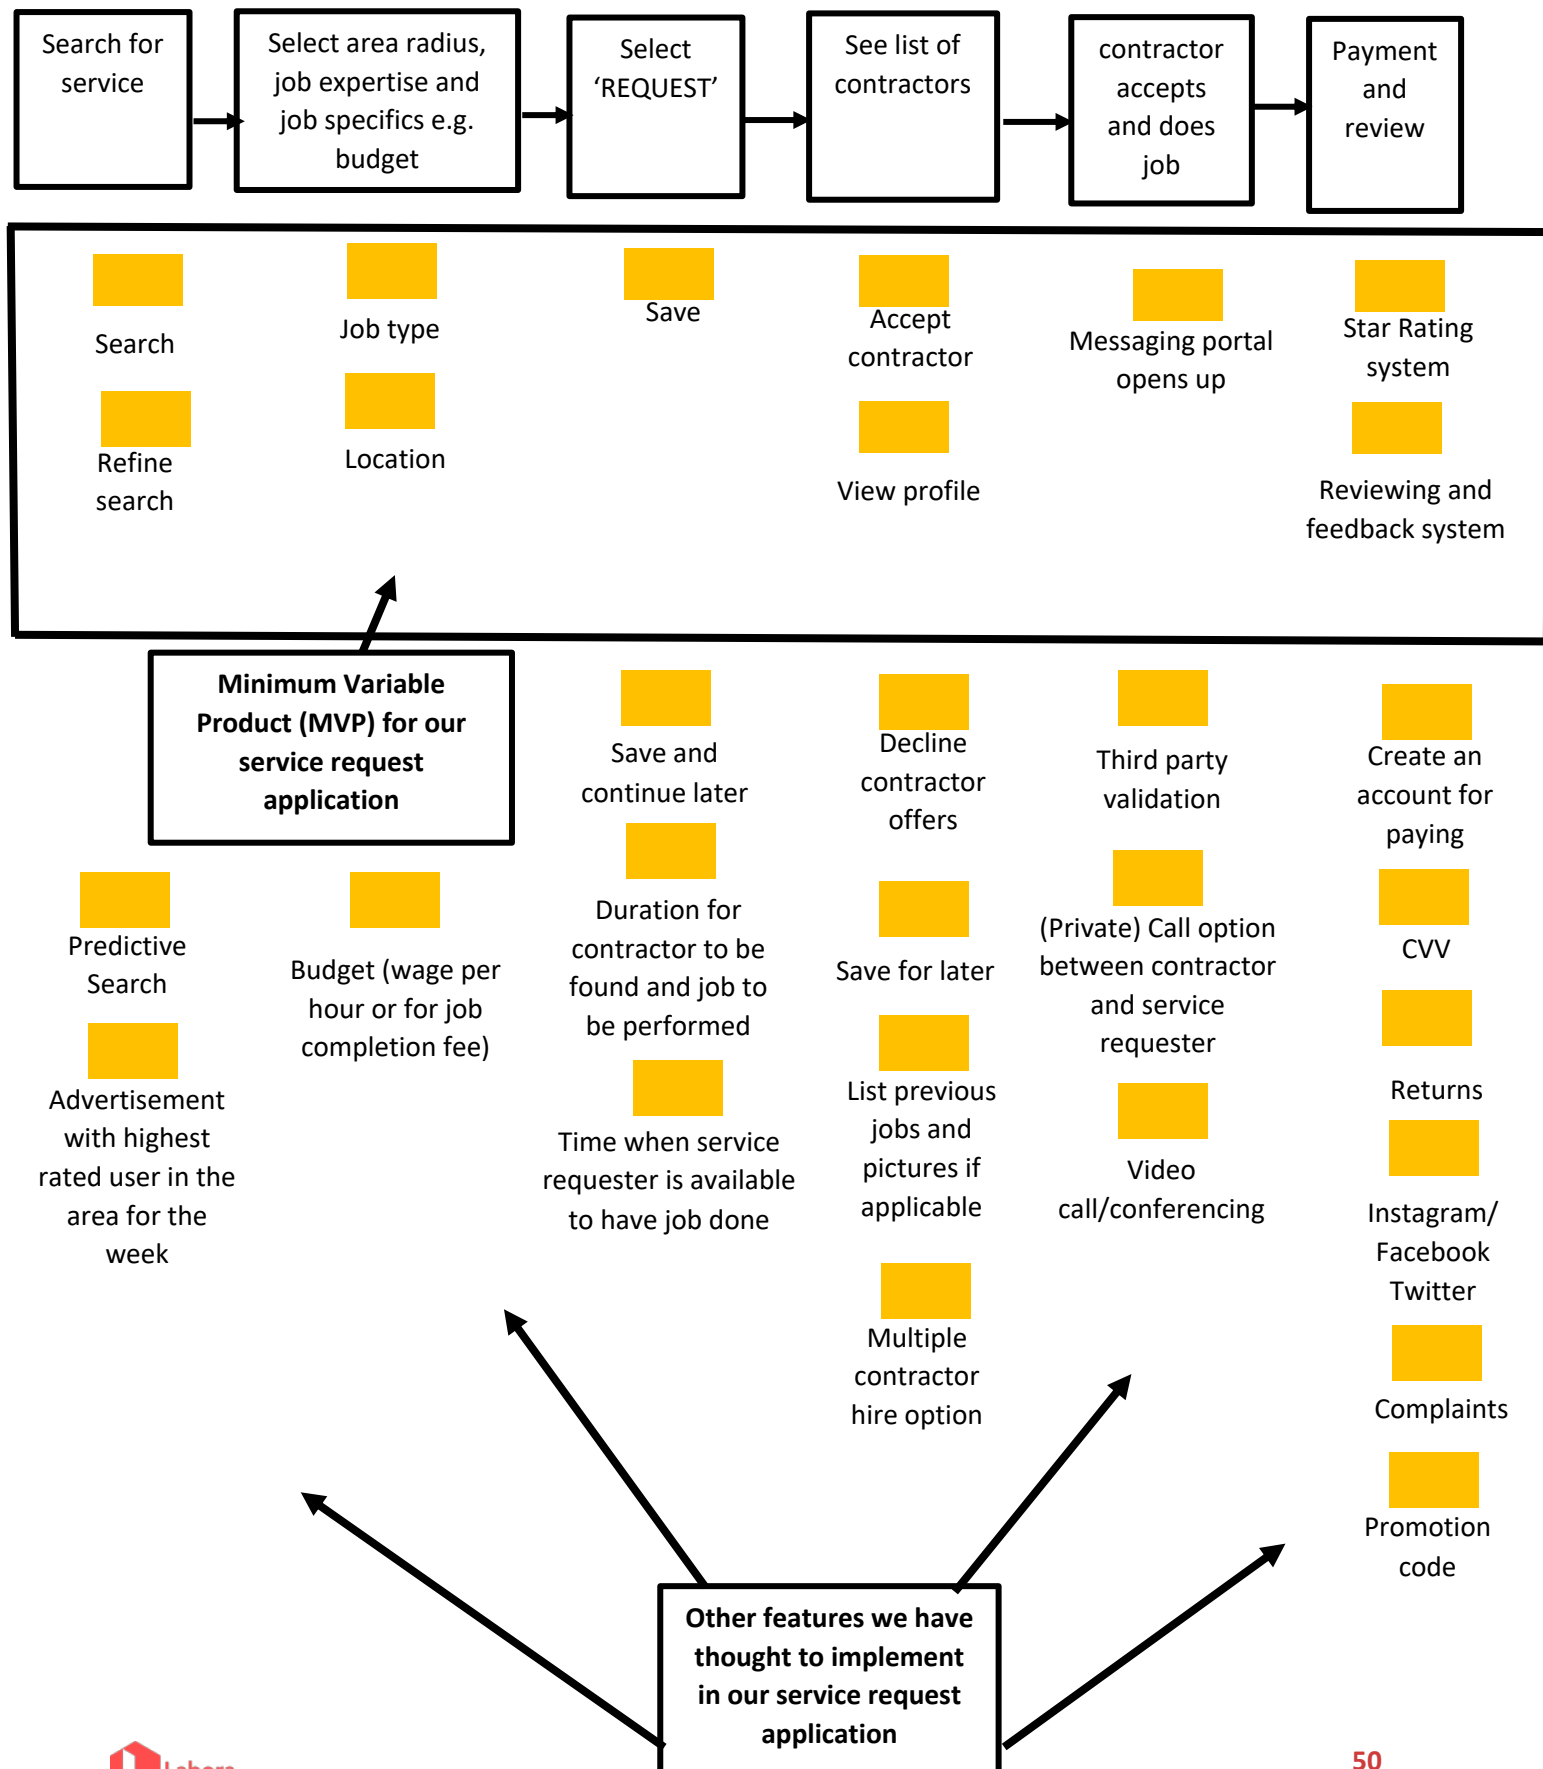 Search for
service
Select area radius,
job expertise and
job specifics e.g.
budget
Select
‘REQUEST’
See list of
contractors
contractor
accepts
and does
job
Payment
and
review
Search
Refine
search
Job type
Location
Save
Accept
contractor
View profile
Messaging portal
opens up
Star Rating
system
Reviewing and
feedback system
Minimum Variable
Product (MVP) for our
service request
application
Predictive
Search
Advertisement
with highest
rated user in the
area for the
week
Budget (wage per
hour or for job
completion fee)
Save and
continue later
Duration for
contractor to be
found and job to
be performed
Time when service
requester is available
to have job done
Decline
contractor
offers
Save for later
List previous
jobs and
pictures if
applicable
Multiple
contractor
hire option
Third party
validation
(Private) Call option
between contractor
and service
requester
Video
call/conferencing
Create an
account for
paying
CVV
Returns
Instagram/
Facebook
Twitter
Complaints
Promotion
code
Other features we have
thought to implement
in our service request
application
50